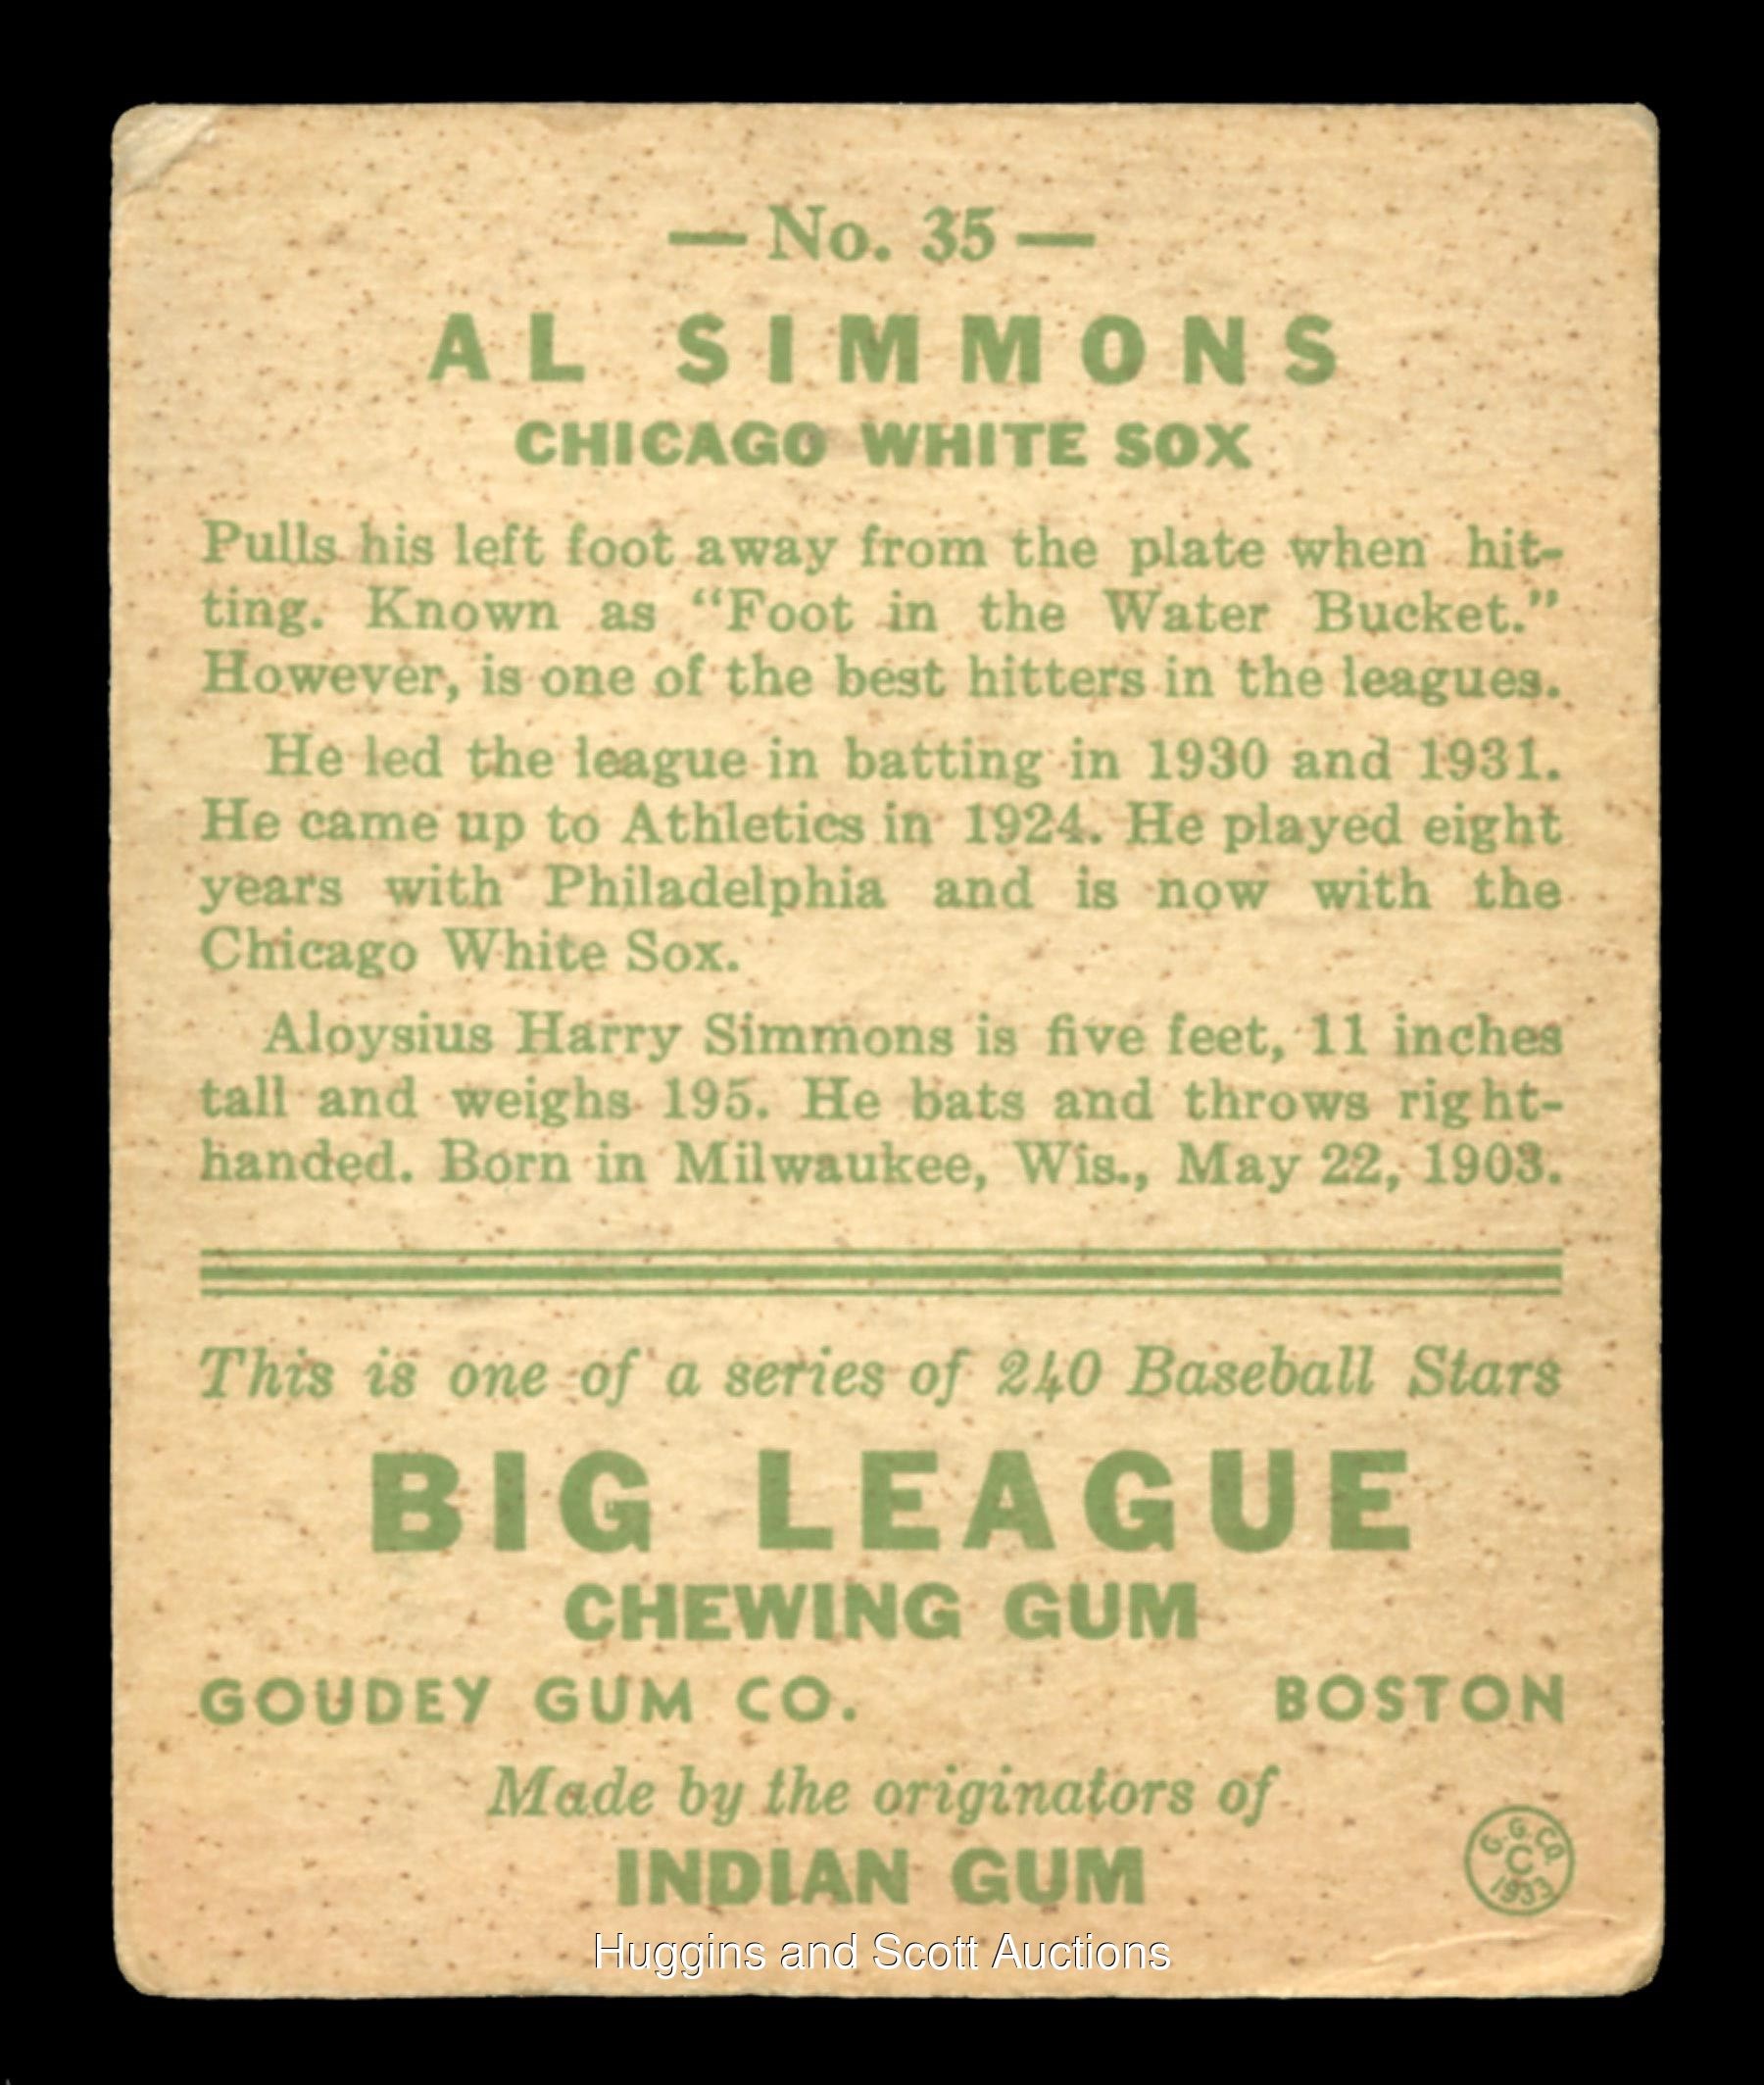 — No. 35 —
AL SIMMONS
CHICAGO WHITE SOX
Pulls his left foot away from the plate when hit-
ting. Known as "Foot in the Water Bucket."
However, is one of the best hitters in the leagues.
He led the league in batting in 1930 and 1931.
He came up to Athletics in 1924. He played eight
years with Philadelphia and is now with the
Chicago White Sox.
Aloysius Harry Simmons is five feet, 11 inches
tall and weighs 195. He bats and throws right-
handed. Born in Milwaukee, Wis., May 22, 1903.
This is one of a series of 240 Baseball Stars
BIG LEAGUE
CHEWING GUM
GOUDEY GUM CO. BOSTON
Made by the originators of
INDIAN GUM
G. G. Co.
C
1933
Huggins and Scott Auctions